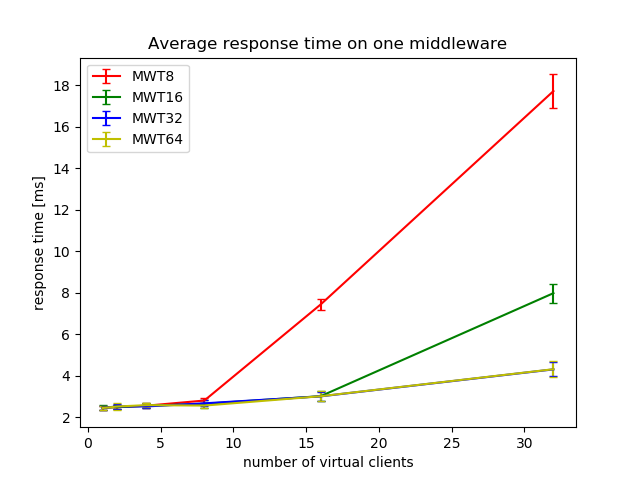 Average response time on one middleware
MWT8
MWT16
MWT32
MWT64
response time [ms]
18
16
14
12
10
8
6
4
2
0
5
10
15
20
25
30
number of virtual clients